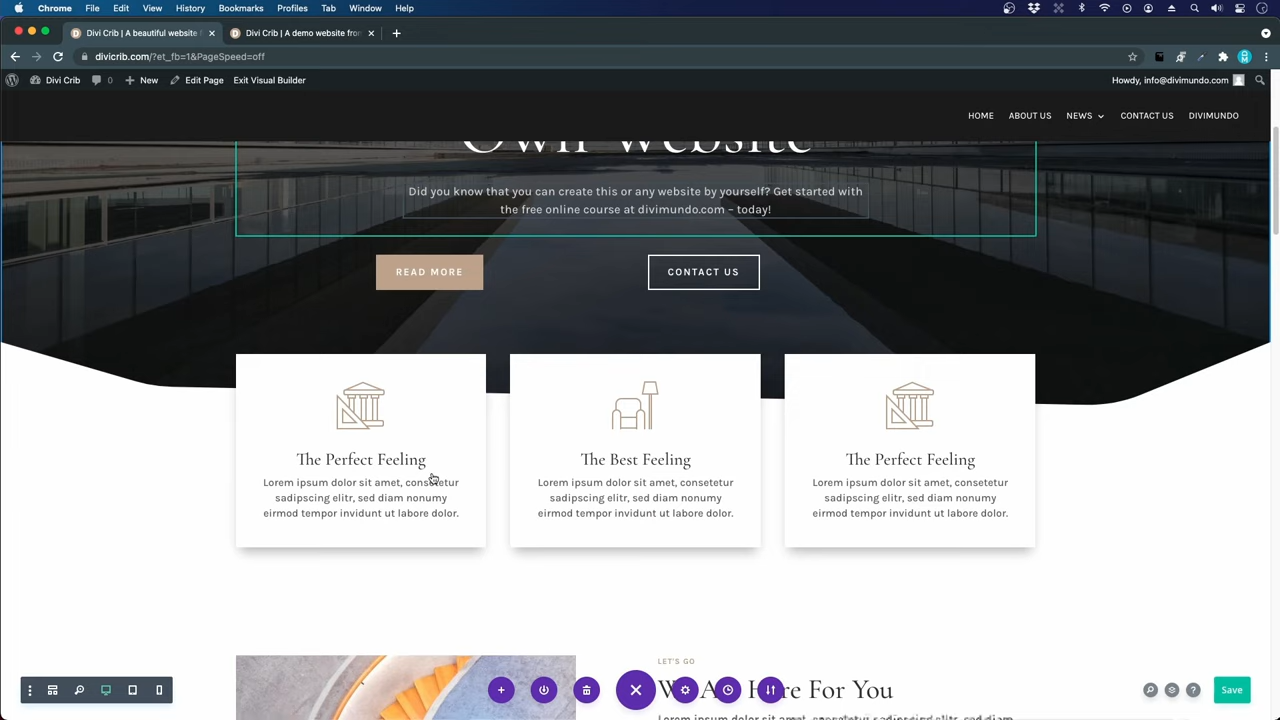 Chrome File Edit View History Bookmarks Profiles Tab Window Help
Divi Crib | A beautiful website
Divi Crib | A demo website from
divicrib.com/?et_fb=1&PageSpeed=off
Divi Crib 0 New Edit Page Exit Visual Builder Howdy, info@divimundo.com
HOME ABOUT US NEWS CONTACT US DIVIMUNDO
Own Website
Did you know that you can create this or any website by yourself? Get started with
the free online course at divimundo.com – today!
READ MORE CONTACT US
The Perfect Feeling
Lorem ipsum dolor sit amet, consetetur
sadipscing elitr, sed diam nonumy
eirmod tempor invidunt ut labore dolor.
The Best Feeling
Lorem ipsum dolor sit amet, consetetur
sadipscing elitr, sed diam nonumy
eirmod tempor invidunt ut labore dolor.
The Perfect Feeling
Lorem ipsum dolor sit amet, consetetur
sadipscing elitr, sed diam nonumy
eirmod tempor invidunt ut labore dolor.
LET'S GO
We Are Here For You
Save